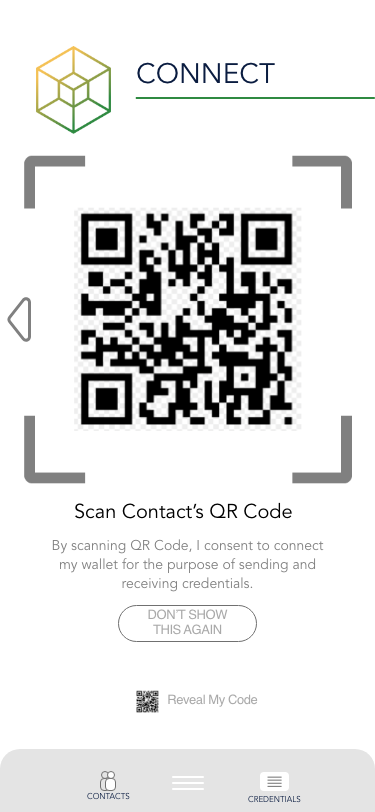 CONNECT
Scan Contact’s QR Code
By scanning QR Code, I consent to connect
my wallet for the purpose of sending and
receiving credentials.
DON'T SHOW
THIS AGAIN
Reveal My Code
CONTACTS
CREDENTIALS